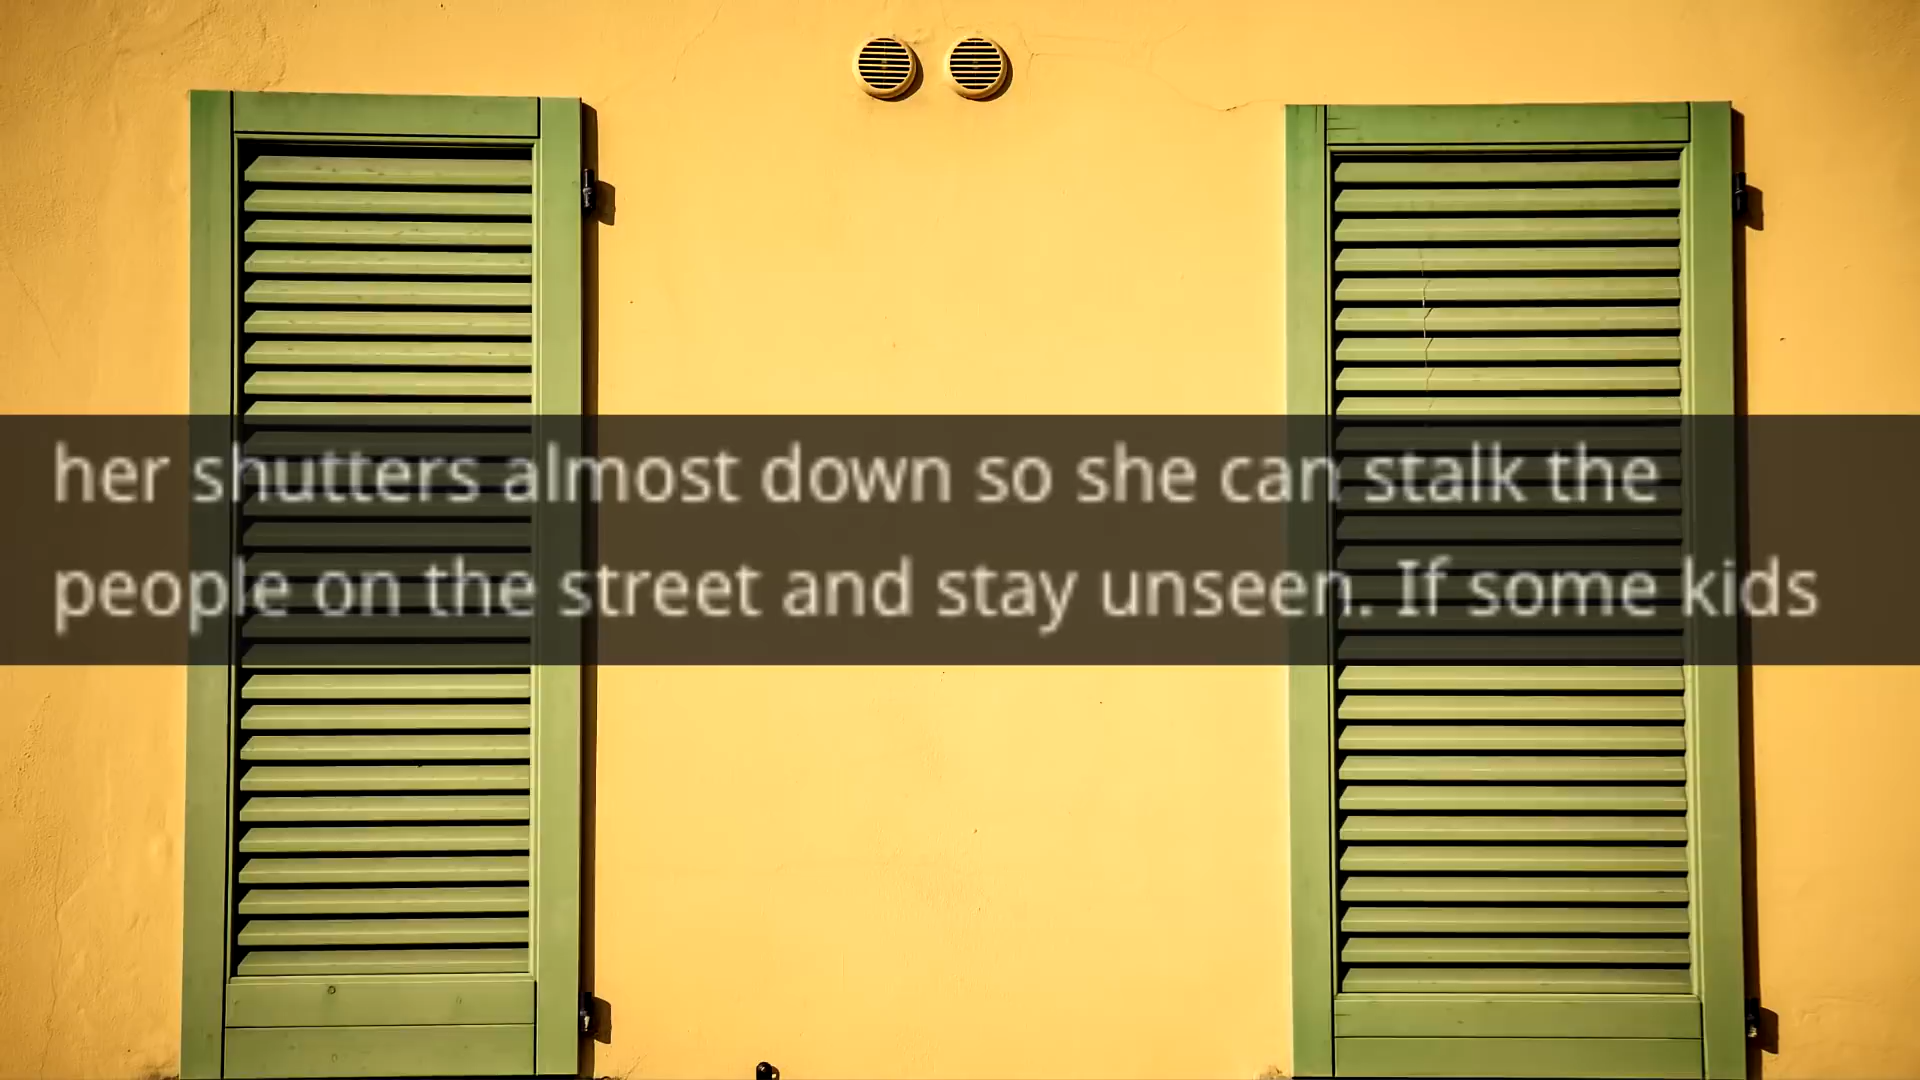 her shutters almost down so she can stalk the
people on the street and stay unseen. If some kids